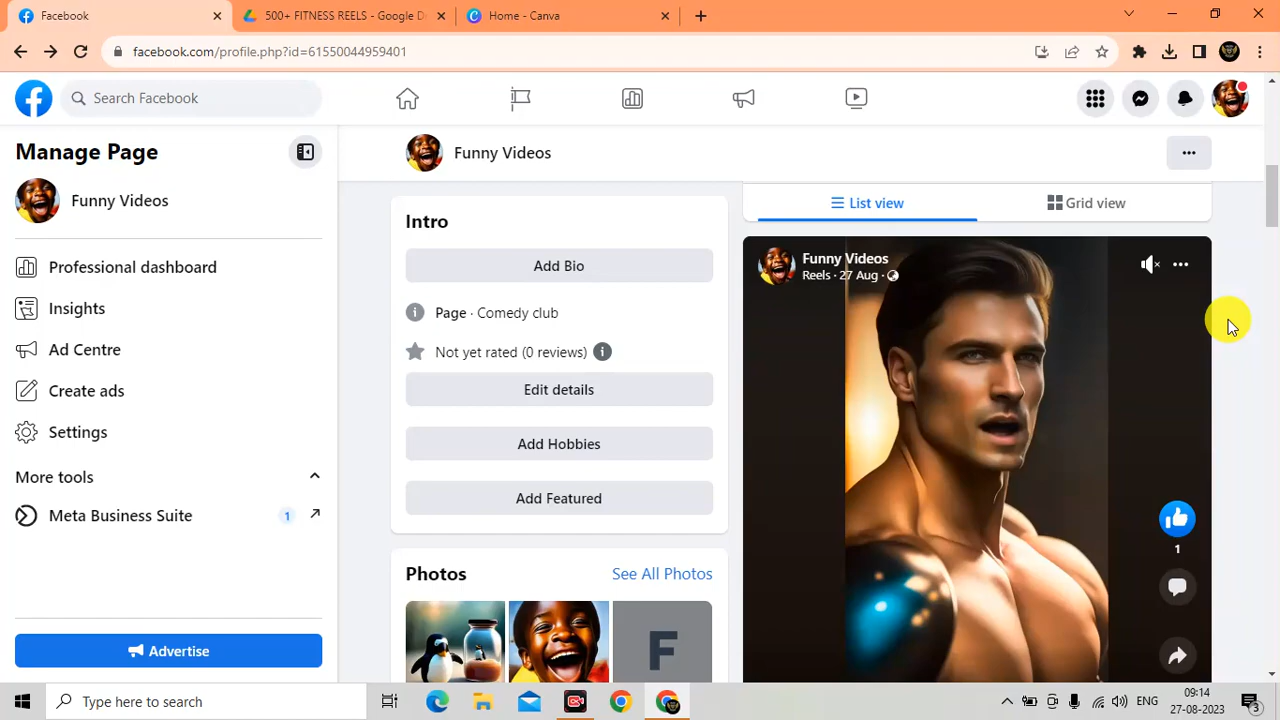 Facebook
500+ FITNESS REELS - Google D
Home - Canva
facebook.com/profile.php?id=61550044959401
Search Facebook
Manage Page
Funny Videos
Professional dashboard
Insights
Ad Centre
Create ads
Settings
More tools
Meta Business Suite
1
Advertise
Funny Videos
Intro
Add Bio
Page · Comedy club
Not yet rated (0 reviews)
Edit details
Add Hobbies
Add Featured
Photos
See All Photos
F
List view
Grid view
Funny Videos
Reels · 27 Aug ·
1
Type here to search
ENG
09:14
27-08-2023
3